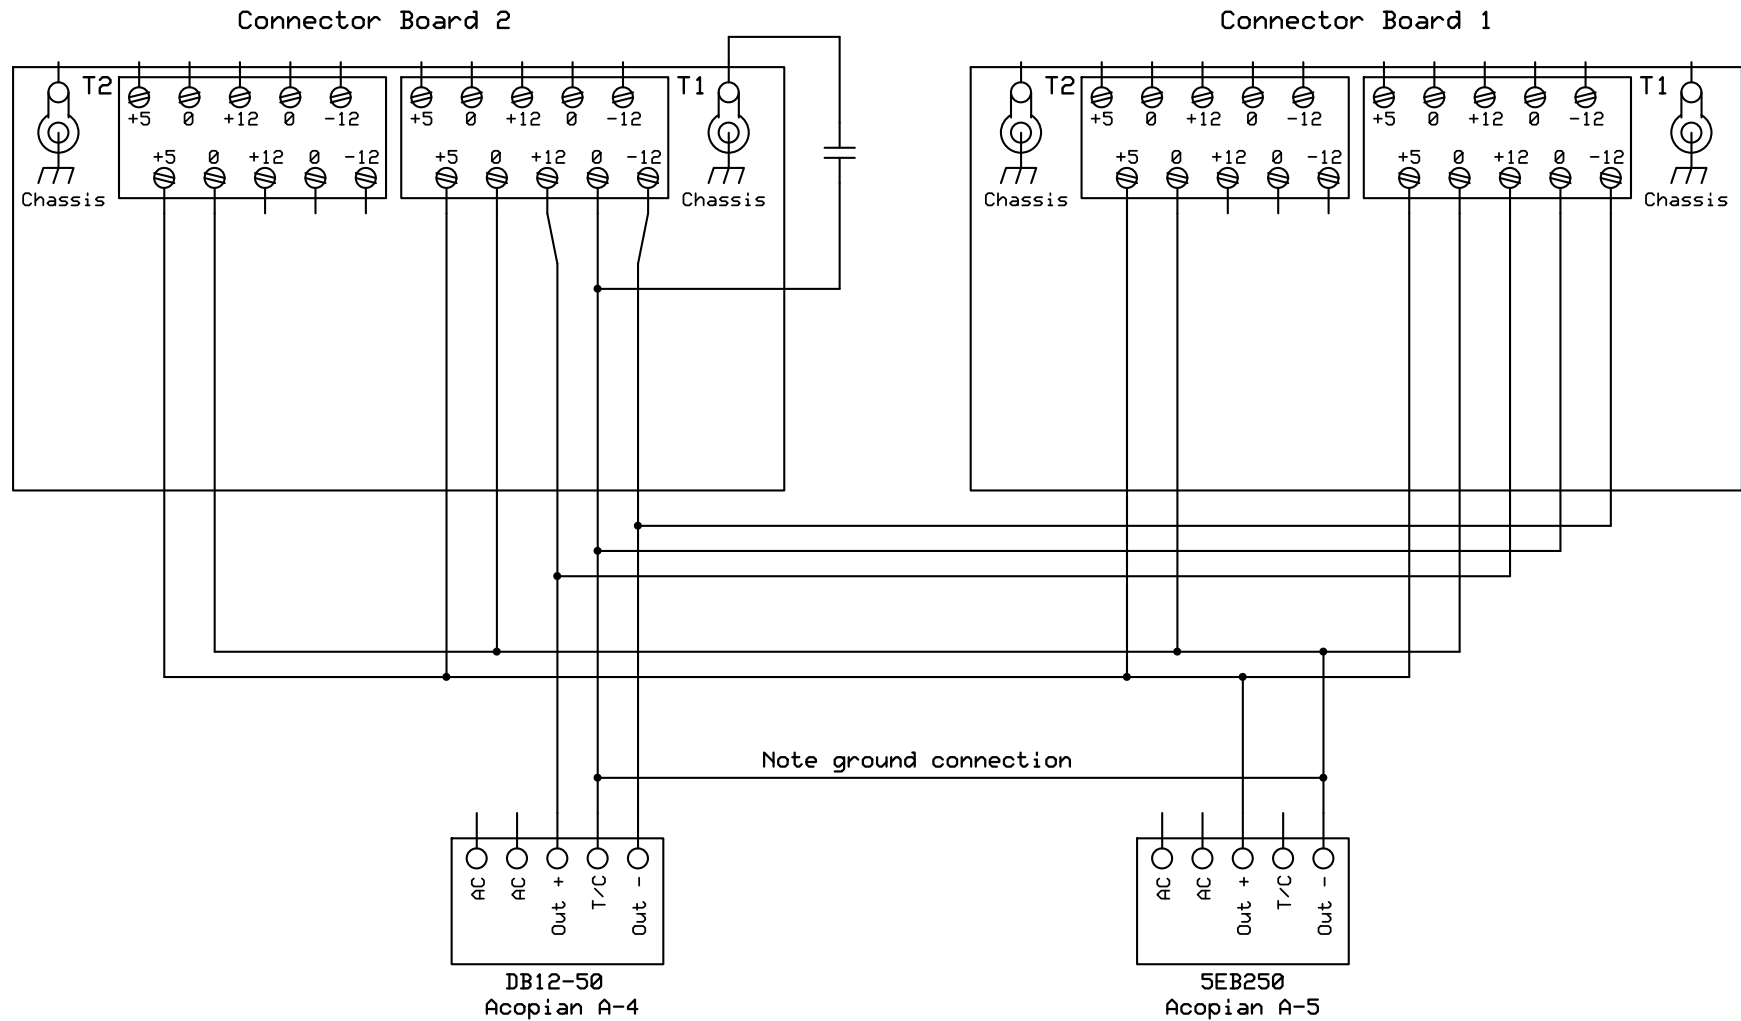 Connector Board 2
Connector Board 1
T2
+5 0 +12 0 -12
+5 0 +12 0 -12
T1
+5 0 +12 0 -12
+5 0 +12 0 -12
Chassis
Chassis
T2
+5 0 +12 0 -12
+5 0 +12 0 -12
T1
+5 0 +12 0 -12
+5 0 +12 0 -12
Chassis
Chassis
Note ground connection
AC
AC
Out +
T/C
Out -
DB12-50
Acopian A-4
AC
AC
Out +
T/C
Out -
5EB250
Acopian A-5